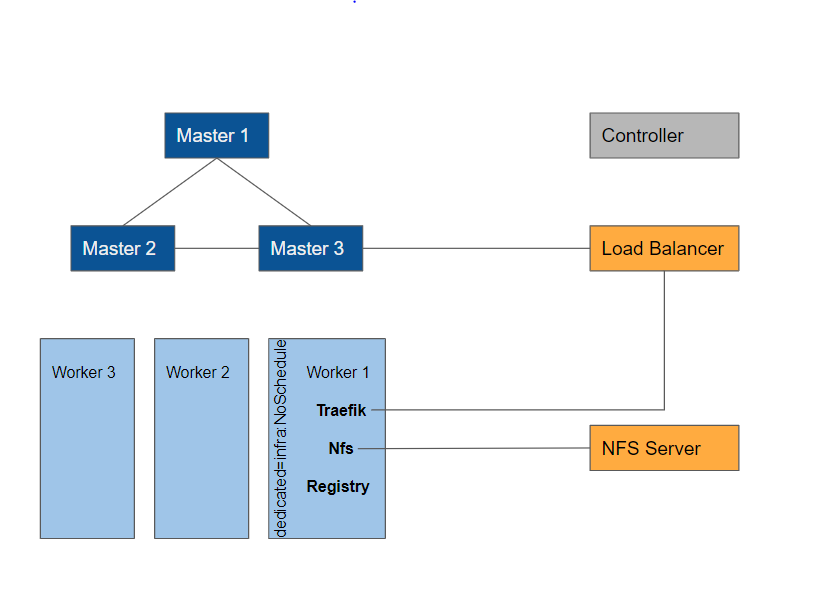 Master 1
Controller
Master 2
Master 3
Load Balancer
Worker 3
Worker 2
dedicated=infra:NoSchedule
Worker 1
Traefik
Nfs
Registry
NFS Server